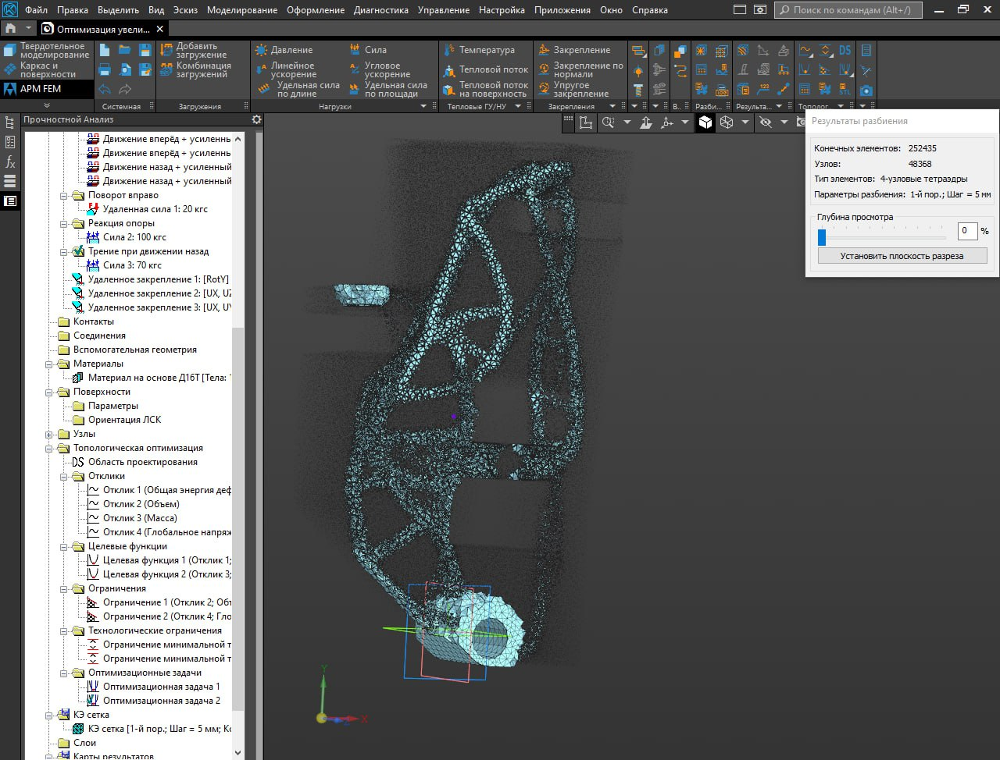 Файл Правка Выделить Вид Эскиз Моделирование Оформление Диагностика Управление Настройка Приложения Окно Справка
Поиск по командам (Alt+/)
Оптимизация увели...
Твердотельное моделирование
Каркас и поверхности
APM FEM
Системная
Добавить загружение
Комбинация загружений
Загружения
Давление
Линейное ускорение
Удельная сила по длине
Сила
Угловое ускорение
Удельная сила по площади
Нагрузки
Температура
Тепловой поток
Тепловой поток на поверхность
Тепловые ГУ/НУ
Закрепление
Закрепление по нормали
Упругое закрепление
Закрепления
В..
Разби...
Результа...
DS
STL
LOG
123
Тополог...
Прочностной Анализ
Движение вперёд + усиленнь
Движение вперёд + усиленнь
Движение назад + усиленный
Движение назад + усиленный
Поворот вправо
Удаленная сила 1: 20 кгс
Реакция опоры
Сила 2: 100 кгс
Трение при движении назад
Сила 3: 70 кгс
Удаленное закрепление 1: [RotY]
Удаленное закрепление 2: [UX, UZ
Удаленное закрепление 3: [UX, UY
Контакты
Соединения
Вспомогательная геометрия
Материалы
Материал на основе Д16Т [Тела: 1
Поверхности
Параметры
Ориентация ЛСК
Узлы
Топологическая оптимизация
DS Область проектирования
Отклики
Отклик 1 (Общая энергия деф
Отклик 2 (Объем)
Отклик 3 (Масса)
Отклик 4 (Глобальное напряж
Целевые функции
Целевая функция 1 (Отклик 1;
Целевая функция 2 (Отклик 3;
Ограничения
Ограничение 1 (Отклик 2; Объ
Ограничение 2 (Отклик 4; Гло
Технологические ограничения
Ограничение минимальной т
Ограничение минимальной т
Оптимизационные задачи
Оптимизационная задача 1
Оптимизационная задача 2
КЭ сетка
КЭ сетка [1-й пор.; Шаг = 5 мм; Ко
Слои
Карты результатов
Результаты разбиения
Конечных элементов: 252435
Узлов: 48368
Тип элементов: 4-узловые тетраэдры
Параметры разбиения: 1-й пор.; Шаг = 5 мм
Глубина просмотра
0 %
Установить плоскость разреза
Y
X
Z